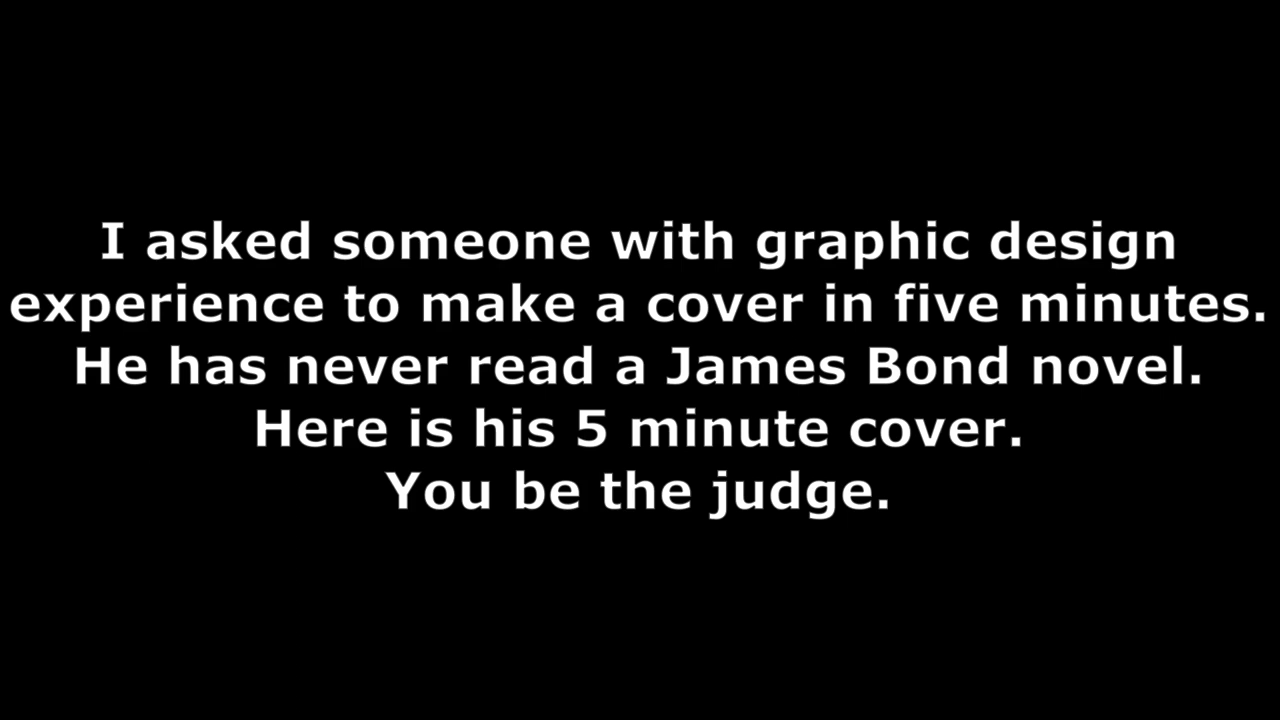 I asked someone with graphic design
experience to make a cover in five minutes.
He has never read a James Bond novel.
Here is his 5 minute cover.
You be the judge.